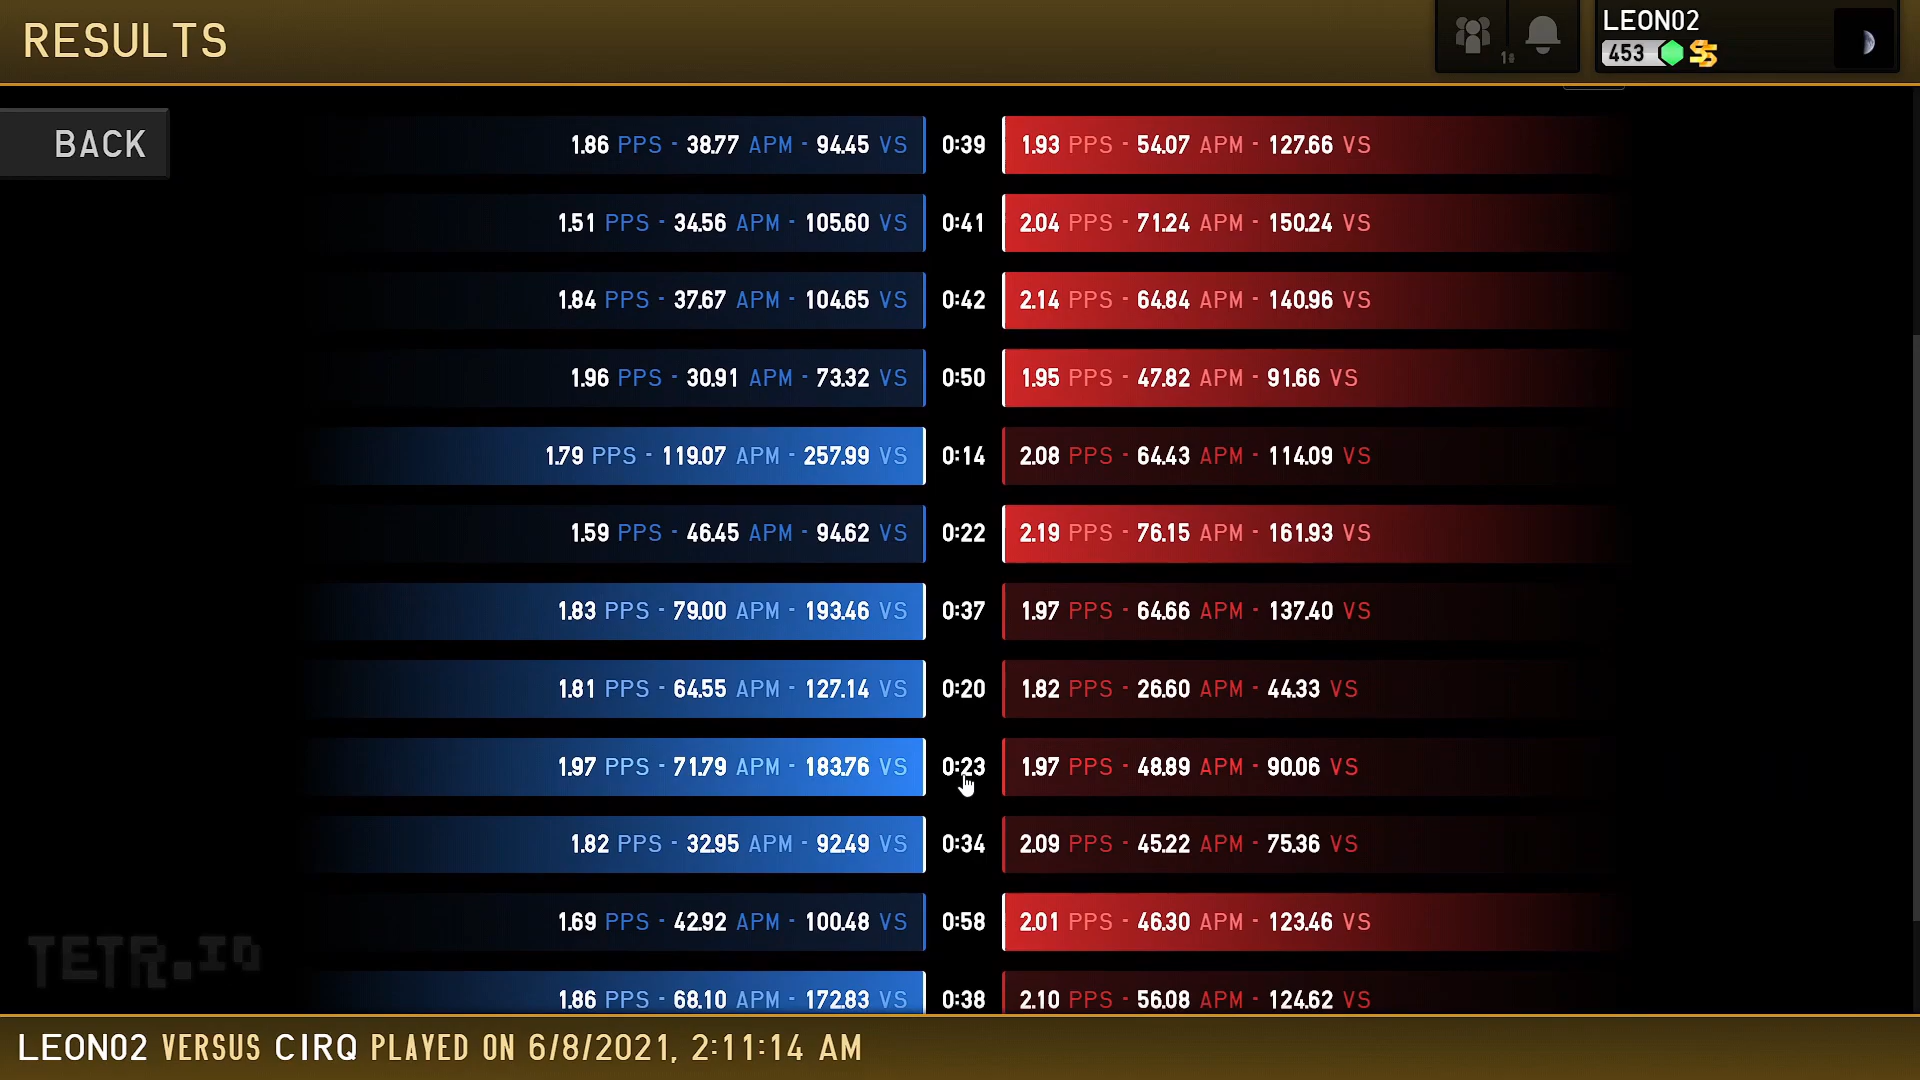 RESULTS
LEON02
453
BACK
1.86 PPS - 38.77 APM - 94.45 VS 0:39 1.93 PPS - 54.07 APM - 127.66 VS
1.51 PPS - 34.56 APM - 105.60 VS 0:41 2.04 PPS - 71.24 APM - 150.24 VS
1.84 PPS - 37.67 APM - 104.65 VS 0:42 2.14 PPS - 64.84 APM - 140.96 VS
1.96 PPS - 30.91 APM - 73.32 VS 0:50 1.95 PPS - 47.82 APM - 91.66 VS
1.79 PPS - 119.07 APM - 257.99 VS 0:14 2.08 PPS - 64.43 APM - 114.09 VS
1.59 PPS - 46.45 APM - 94.62 VS 0:22 2.19 PPS - 76.15 APM - 161.93 VS
1.83 PPS - 79.00 APM - 193.46 VS 0:37 1.97 PPS - 64.66 APM - 137.40 VS
1.81 PPS - 64.55 APM - 127.14 VS 0:20 1.82 PPS - 26.60 APM - 44.33 VS
1.97 PPS - 71.79 APM - 183.76 VS 0:23 1.97 PPS - 48.89 APM - 90.06 VS
1.82 PPS - 32.95 APM - 92.49 VS 0:34 2.09 PPS - 45.22 APM - 75.36 VS
1.69 PPS - 42.92 APM - 100.48 VS 0:58 2.01 PPS - 46.30 APM - 123.46 VS
1.86 PPS - 68.10 APM - 172.83 VS 0:38 2.10 PPS - 56.08 APM - 124.62 VS
TETR.IO
LEON02 VERSUS CIRQ PLAYED ON 6/8/2021, 2:11:14 AM